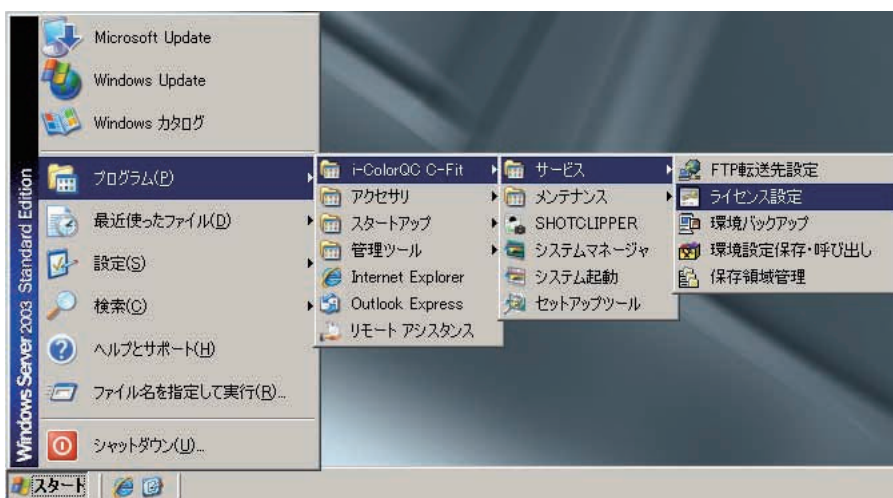 Microsoft Update
Windows Update
Windows カタログ
プログラム(P)
最近使ったファイル(D)
設定(S)
検索(C)
ヘルプとサポート(H)
ファイル名を指定して実行(R)...
シャットダウン(U)...
Windows Server 2003 Standard Edition
スタート
i-ColorQC C-Fit
アクセサリ
スタートアップ
管理ツール
Internet Explorer
Outlook Express
リモート アシスタンス
サービス
メンテナンス
SHOTCLIPPER
システムマネージャ
システム起動
セットアップツール
FTP転送先設定
ライセンス設定
環境バックアップ
環境設定保存・呼び出し
保存領域管理